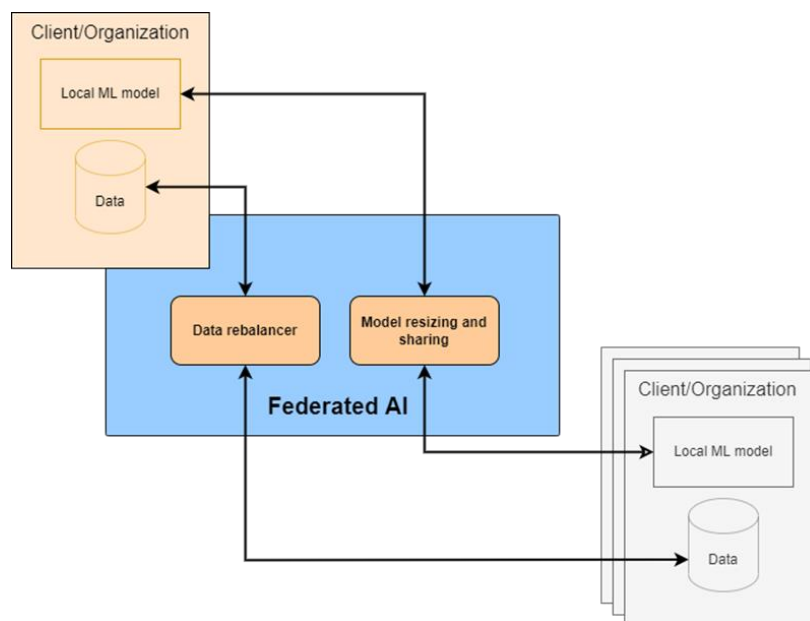 Client/Organization
Local ML model
Data
Data rebalancer
Model resizing and
sharing
Federated AI
Client/Organization
Local ML model
Data